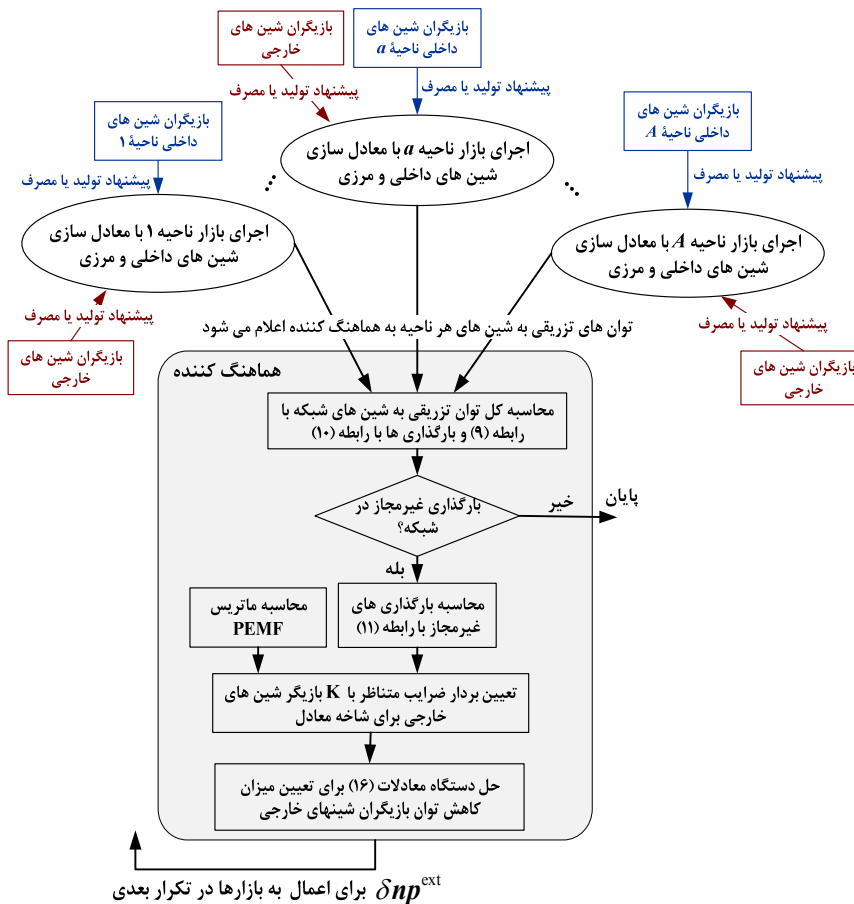 بازیگران شین های
خارجی
بازیگران شین های
داخلی ناحیۀ a
پیشنهاد تولید یا مصرف
پیشنهاد تولید یا مصرف
بازیگران شین های
داخلی ناحیۀ ۱
بازیگران شین های
داخلی ناحیۀ A
پیشنهاد تولید یا مصرف
پیشنهاد تولید یا مصرف
اجرای بازار ناحیه a با معادل سازی
شین های داخلی و مرزی
...
...
اجرای بازار ناحیه ۱ با معادل سازی
شین های داخلی و مرزی
اجرای بازار ناحیه A با معادل سازی
شین های داخلی و مرزی
پیشنهاد تولید یا مصرف
پیشنهاد تولید یا مصرف
بازیگران شین های
خارجی
بازیگران شین های
خارجی
توان های تزریقی به شین های هر ناحیه به هماهنگ کننده اعلام می شود
هماهنگ کننده
محاسبه کل توان تزریقی به شین های شبکه با
رابطه (۹) و بارگذاری ها با رابطه (۱۰)
بارگذاری غیرمجاز در
شبکه؟
خیر
پایان
بله
محاسبه بارگذاری های
غیرمجاز با رابطه (۱۱)
محاسبه ماتریس
PEMF
تعیین بردار ضرایب متناظر با K بازیگر شین های
خارجی برای شاخه معادل
حل دستگاه معادلات (۱۶) برای تعیین میزان
کاهش توان بازیگران شینهای خارجی
δnp^ext برای اعمال به بازارها در تکرار بعدی